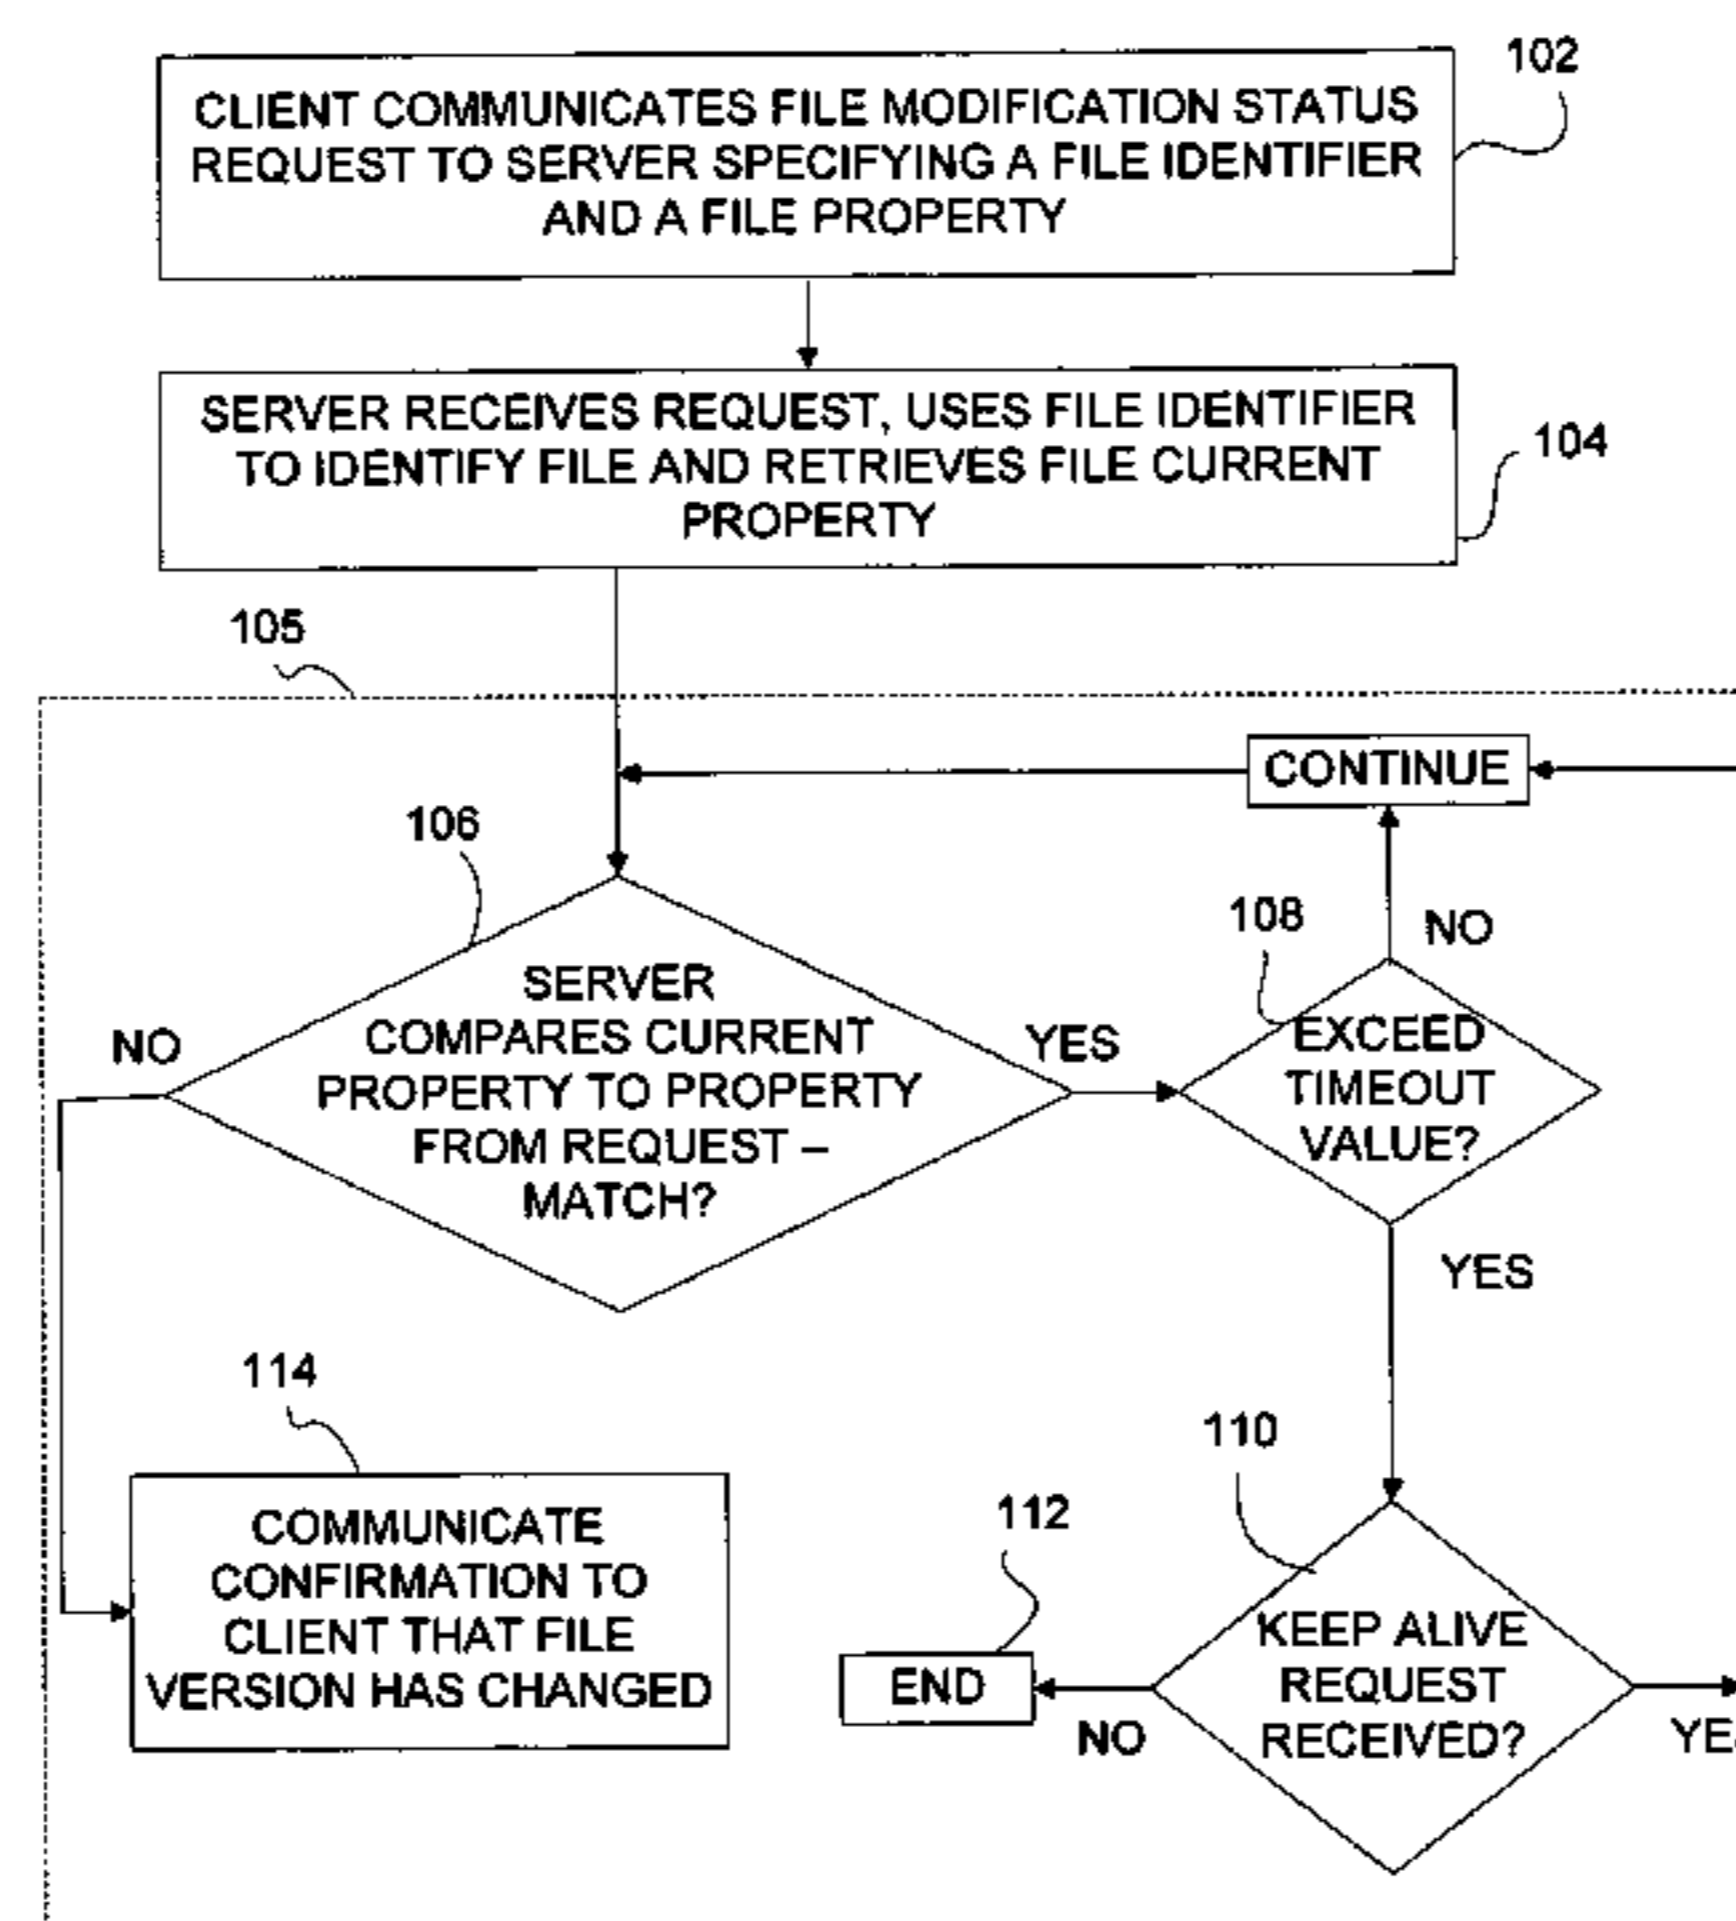 102
CLIENT COMMUNICATES FILE MODIFICATION STATUS
REQUEST TO SERVER SPECIFYING A FILE IDENTIFIER
AND A FILE PROPERTY
SERVER RECEIVES REQUEST, USES FILE IDENTIFIER
TO IDENTIFY FILE AND RETRIEVES FILE CURRENT
PROPERTY
104
105
CONTINUE
106
108
NO
SERVER
COMPARES CURRENT
PROPERTY TO PROPERTY
FROM REQUEST –
MATCH?
NO
YES
EXCEED
TIMEOUT
VALUE?
YES
114
110
112
COMMUNICATE
CONFIRMATION TO
CLIENT THAT FILE
VERSION HAS CHANGED
END
NO
KEEP ALIVE
REQUEST
RECEIVED?